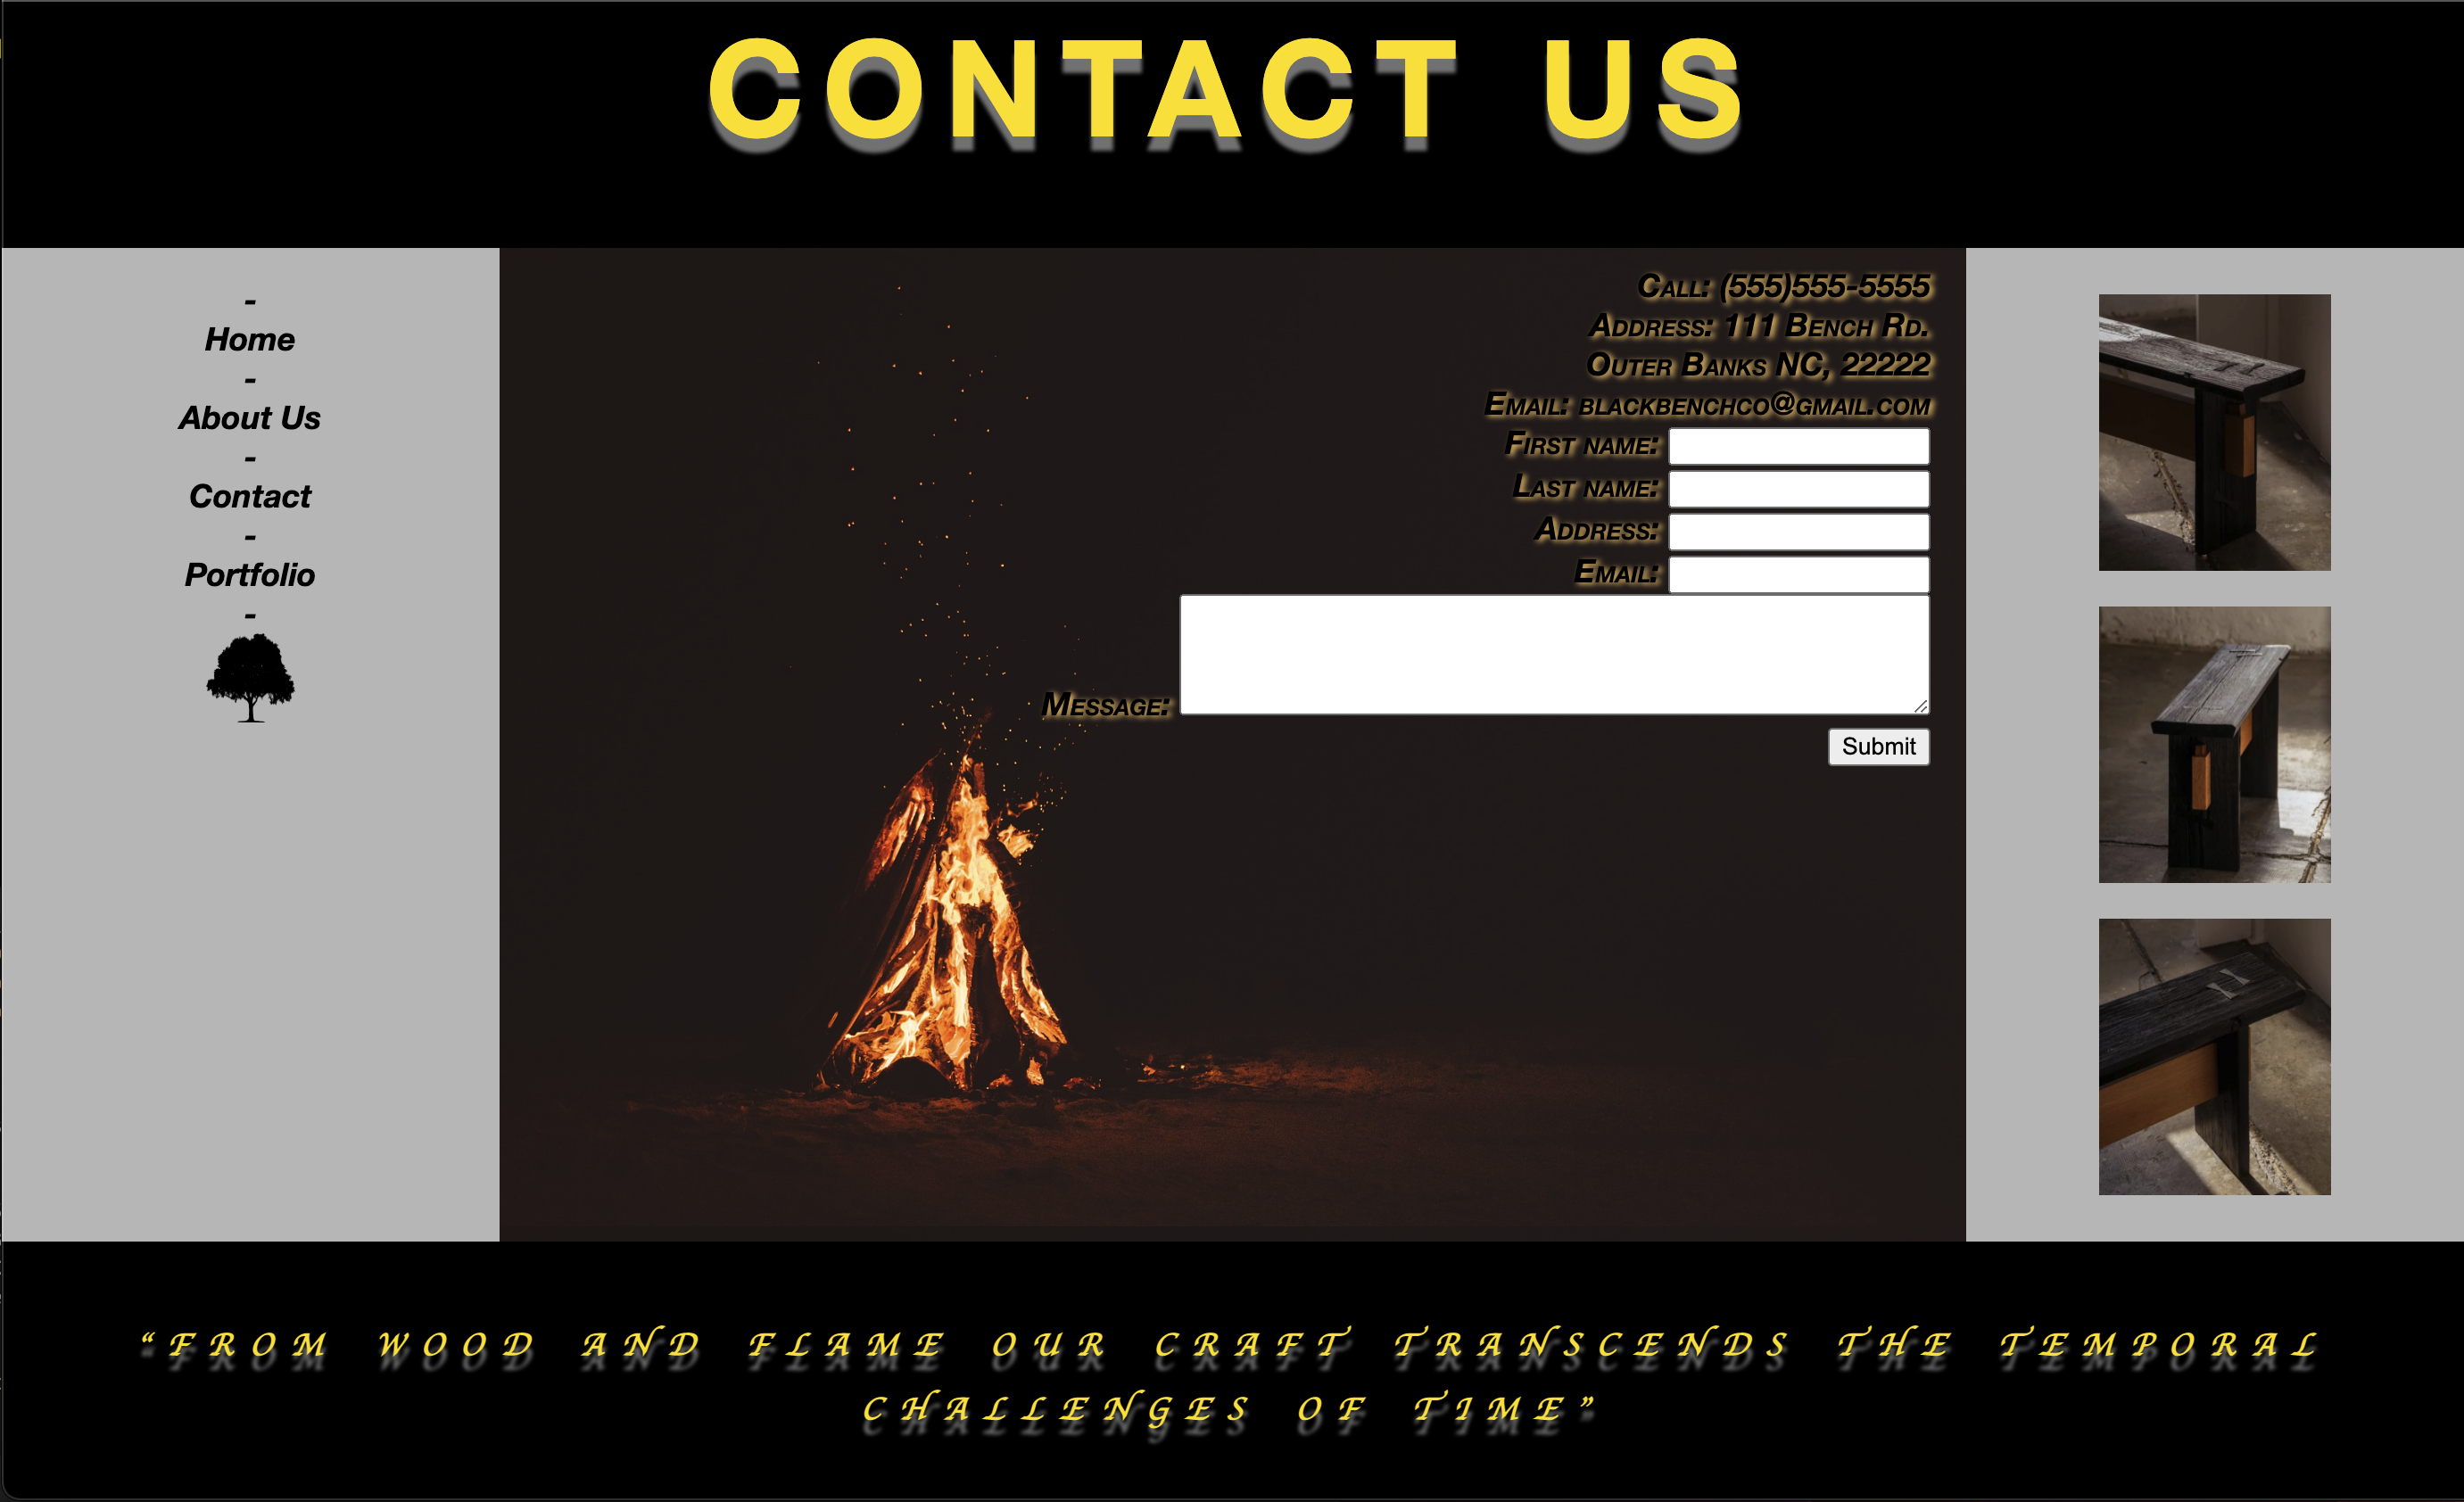 CONTACT US
-
Home
-
About Us
-
Contact
-
Portfolio
-
Call: (555)555-5555
Address: 111 Bench Rd.
Outer Banks NC, 22222
Email: blackbenchco@gmail.com
First name:
Last name:
Address:
Email:
Message:
Submit
“FROM WOOD AND FLAME OUR CRAFT TRANSCENDS THE TEMPORAL
CHALLENGES OF TIME”